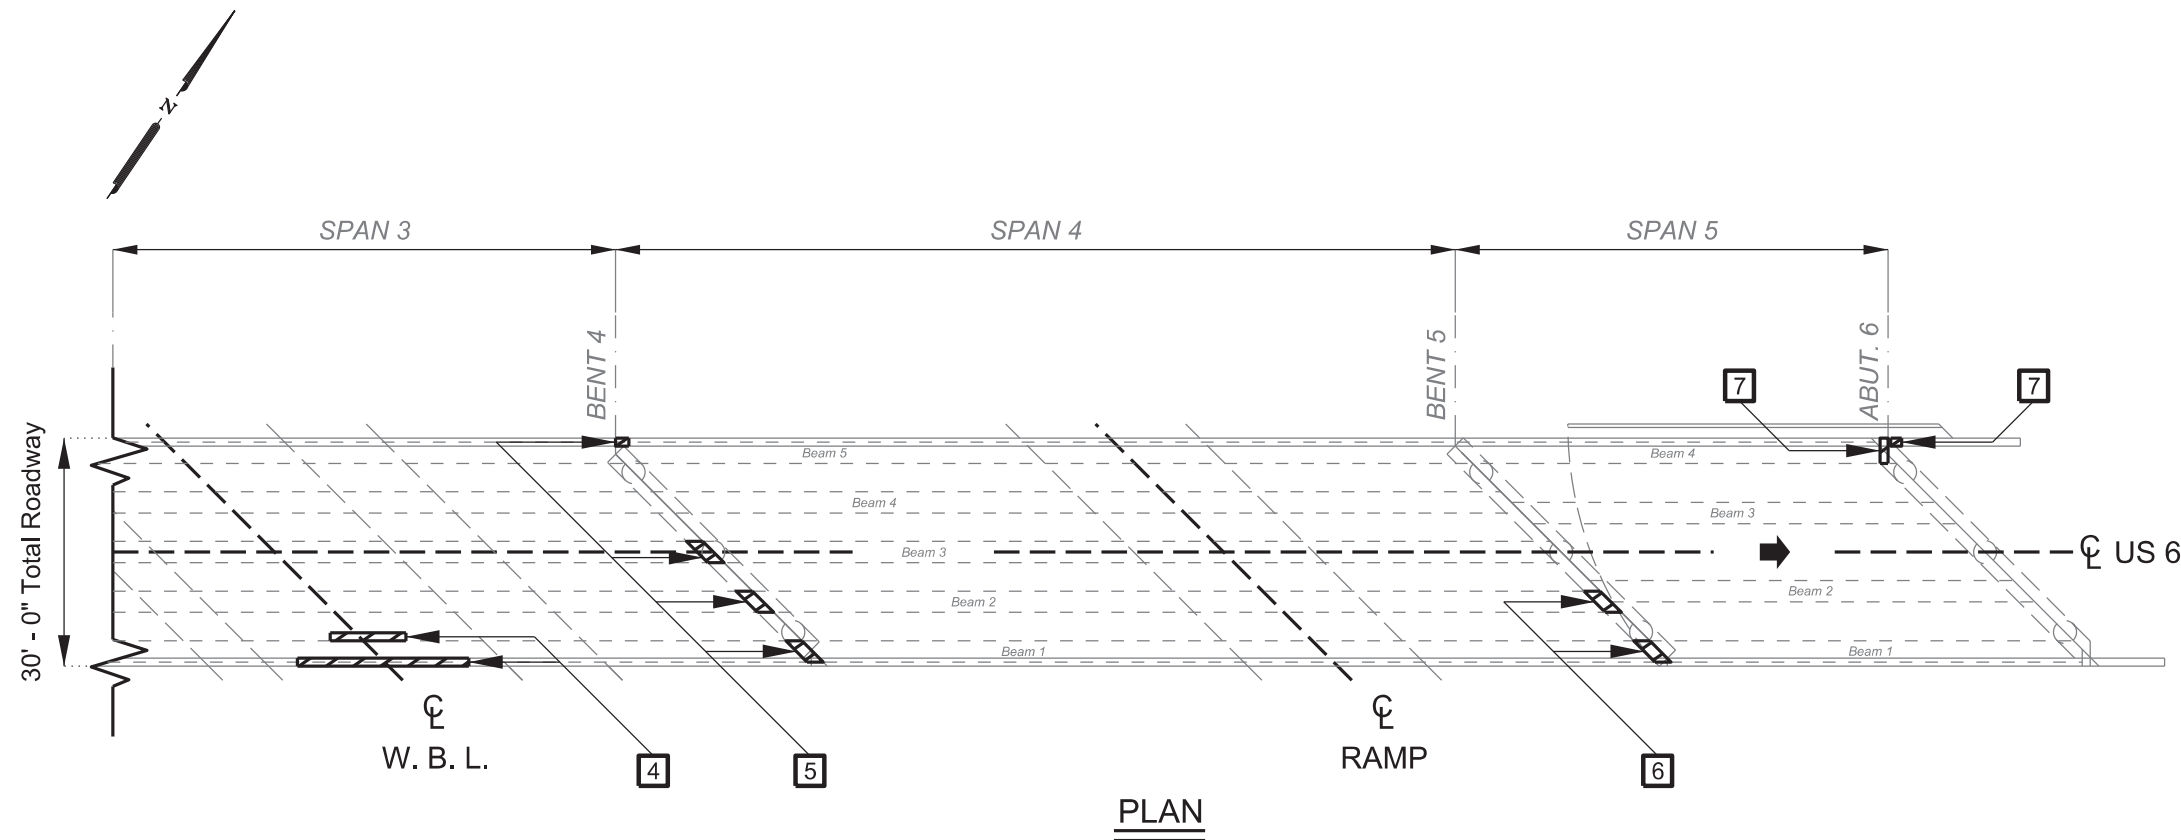 N
SPAN 3
SPAN 4
SPAN 5
BENT 4
BENT 5
ABUT. 6
7
7
30' - 0" Total Roadway
Beam 5
Beam 4
Beam 4
Beam 3
Beam 3
℄ US 6
Beam 2
Beam 2
Beam 1
Beam 1
℄
W. B. L.
℄
RAMP
4
5
6
PLAN